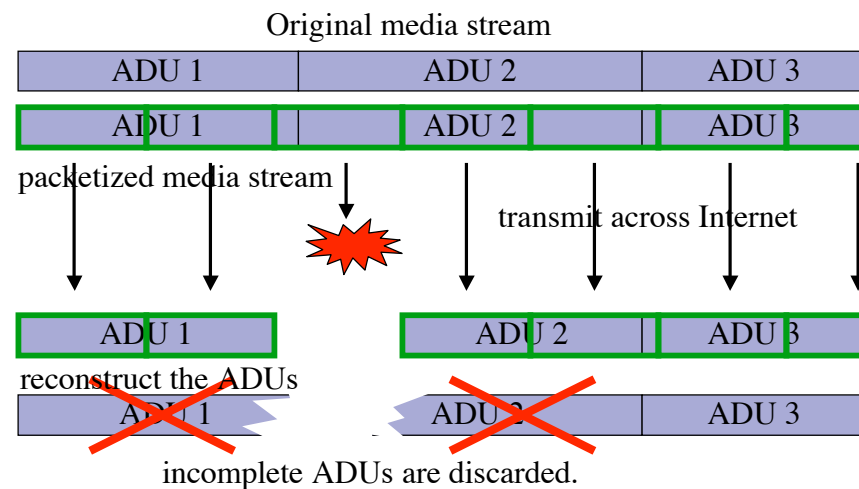 Original media stream
ADU 1 ADU 2 ADU 3
ADU 1 ADU 2 ADU 3
packetized media stream
transmit across Internet
ADU 1 ADU 2 ADU 3
reconstruct the ADUs
ADU 1 ADU 2 ADU 3
incomplete ADUs are discarded.